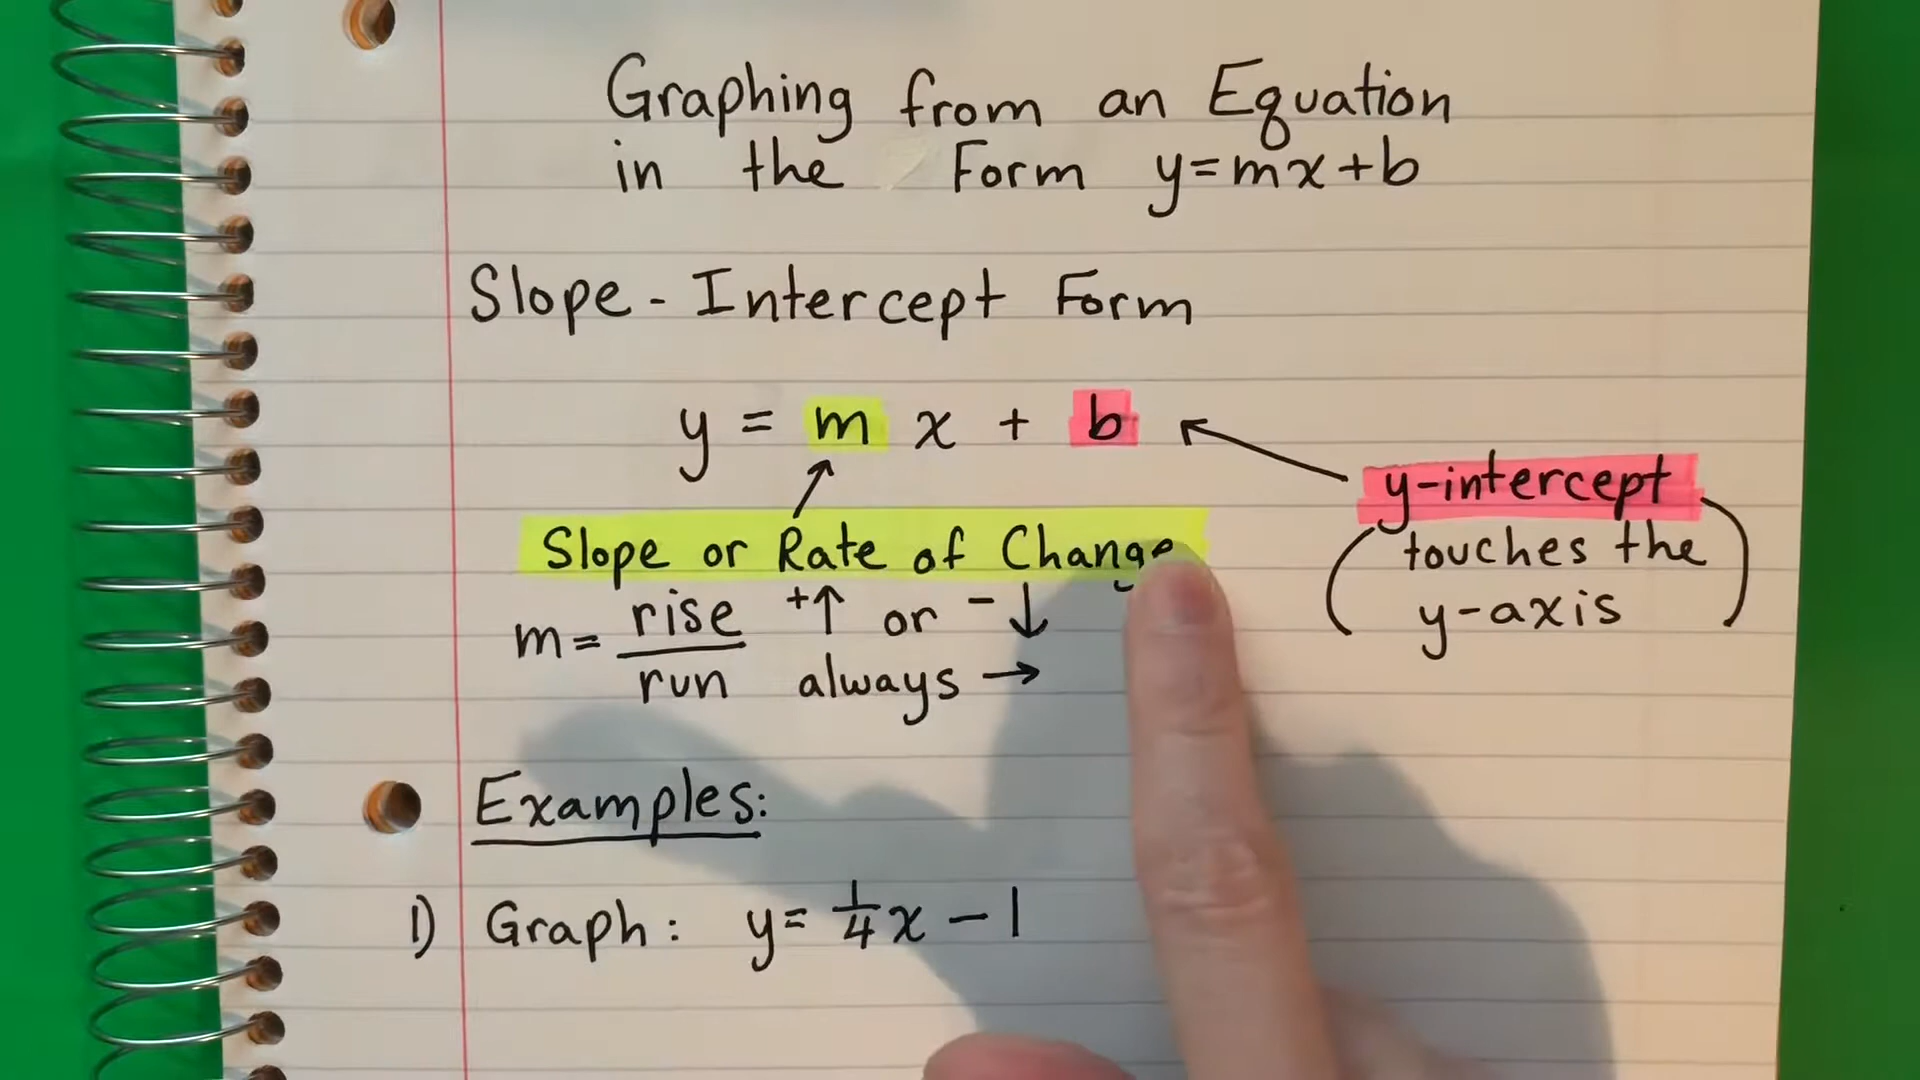 Graphing from an Equation
in the Form y=mx+b
Slope-Intercept Form
y = m x + b
y-intercept
Slope or Rate of Change
(touches the
y-axis)
m= rise/run +↑ or -↓
always →
Examples:
1) Graph: y= 1/4 x - 1